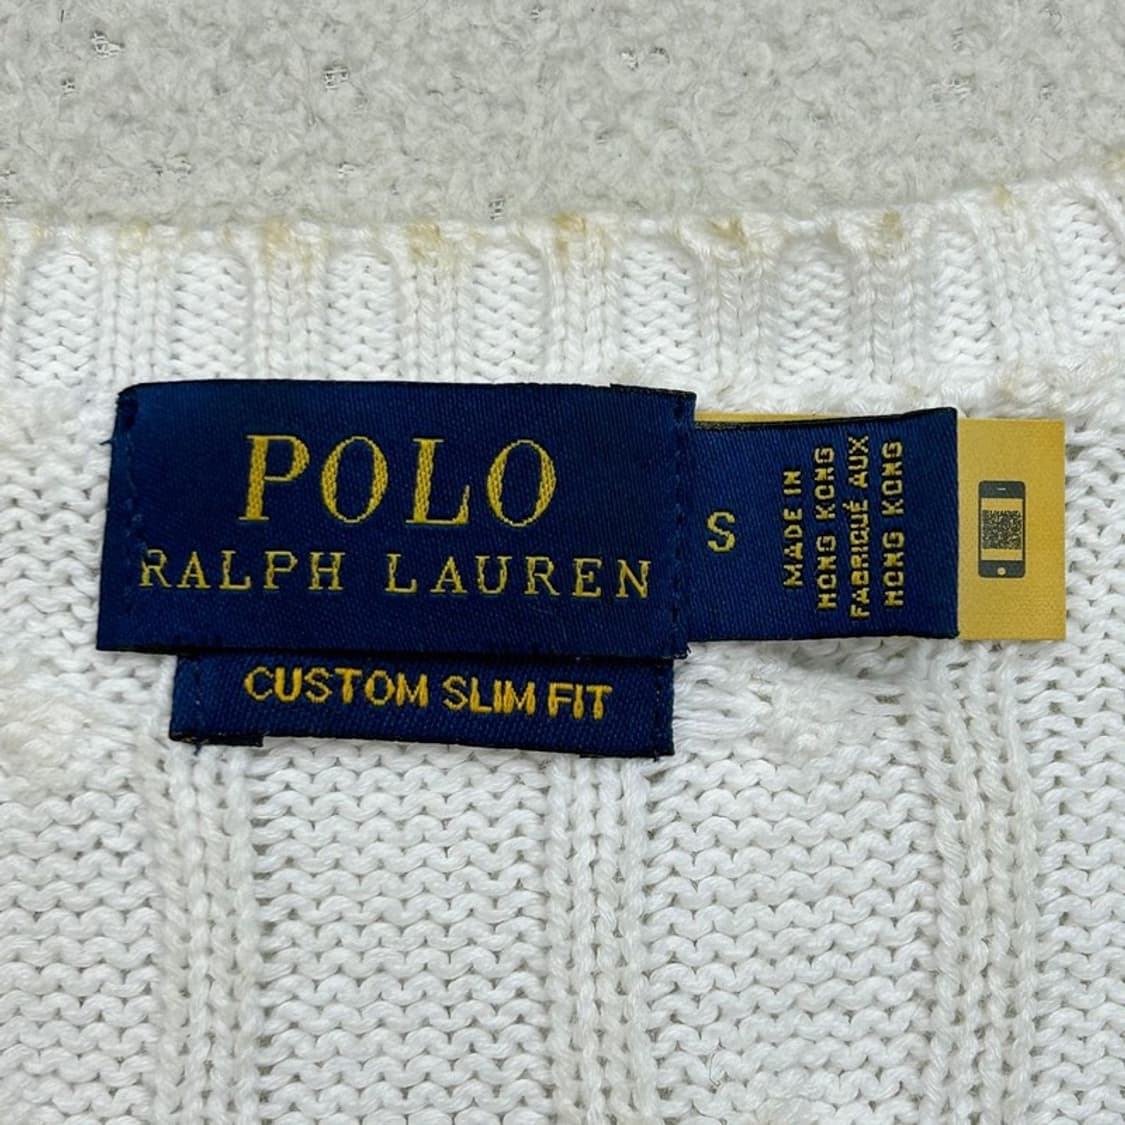 POLO
RALPH LAUREN
CUSTOM SLIM FIT
S
MADE IN
HONG KONG
FABRIQUÉ AUX
HONG KONG